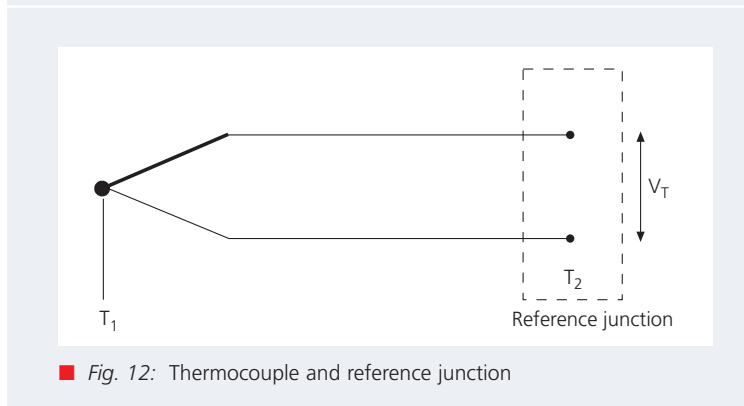 V_T
T_2
T_1
Reference junction
Fig. 12: Thermocouple and reference junction